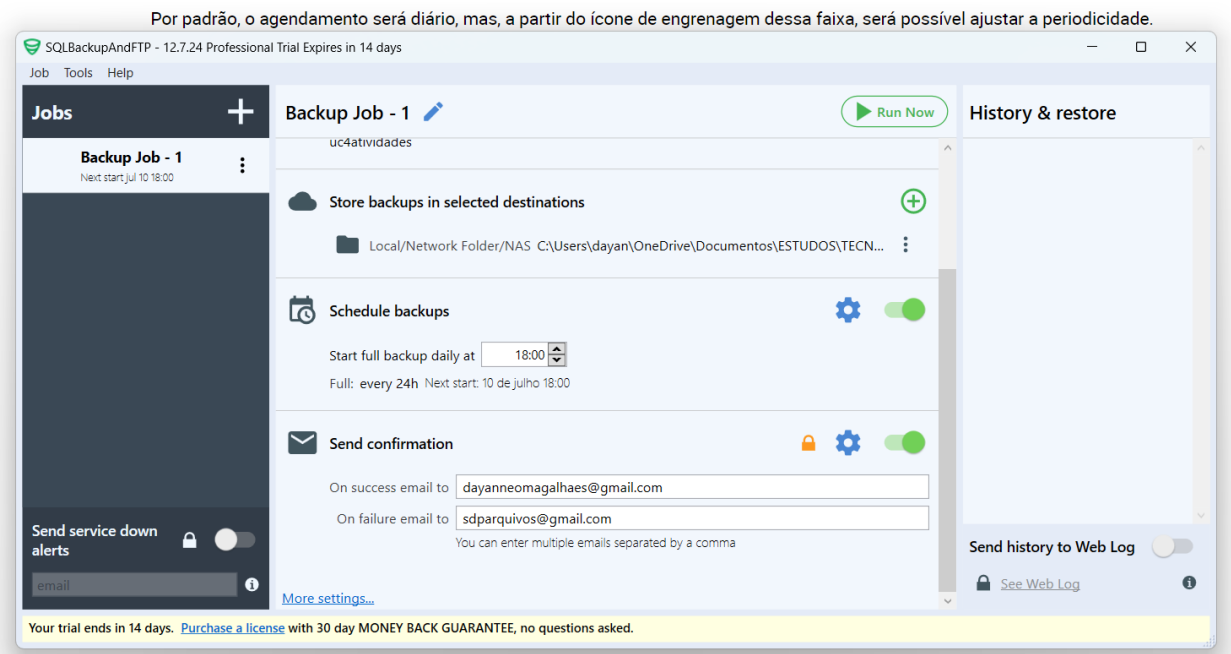 Por padrão, o agendamento será diário, mas, a partir do ícone de engrenagem dessa faixa, será possível ajustar a periodicidade.
SQLBackupAndFTP - 12.7.24 Professional Trial Expires in 14 days
Job Tools Help
Jobs
Backup Job - 1
Next start jul 10 18:00
Send service down
alerts
email
Backup Job - 1
Run Now
uc4atividades
Store backups in selected destinations
Local/Network Folder/NAS C:\Users\dayan\OneDrive\Documentos\ESTUDOS\TECN...
Schedule backups
Start full backup daily at 18:00
Full: every 24h Next start: 10 de julho 18:00
Send confirmation
On success email to dayanneomagalhaes@gmail.com
On failure email to sdparquivos@gmail.com
You can enter multiple emails separated by a comma
More settings...
History & restore
Send history to Web Log
See Web Log
Your trial ends in 14 days. Purchase a license with 30 day MONEY BACK GUARANTEE, no questions asked.